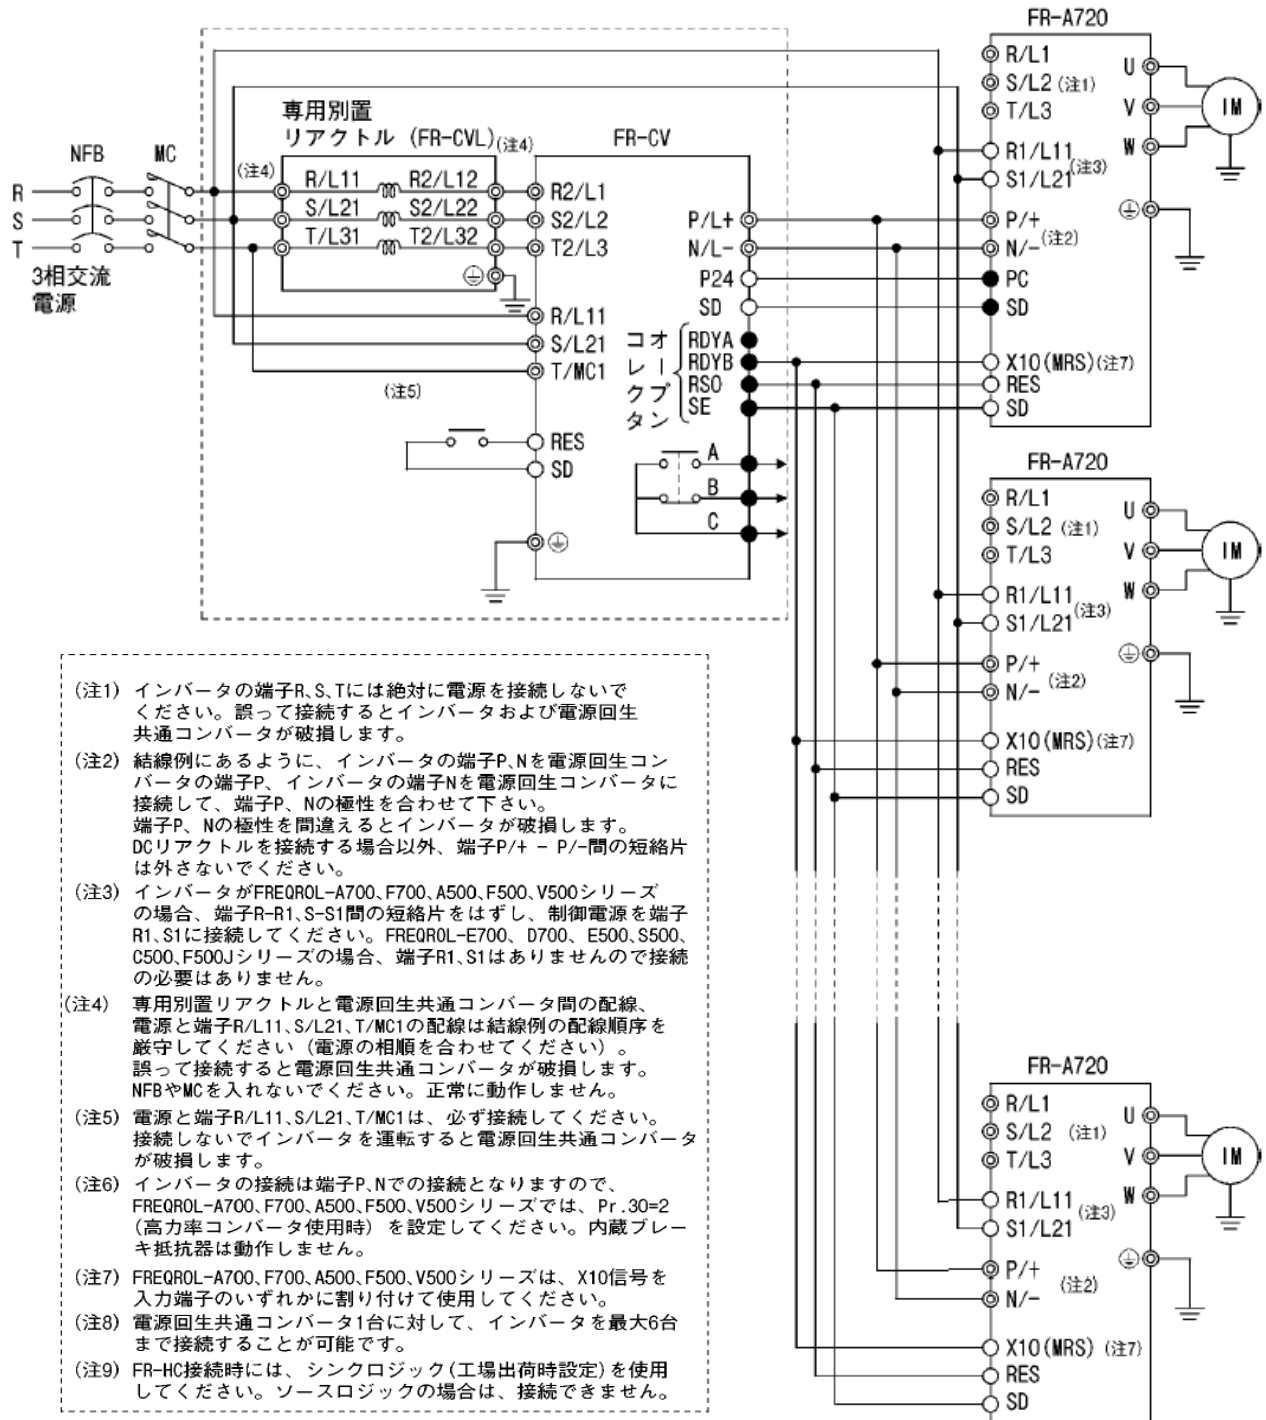 FR-A720
R/L1
S/L2 (注1)
T/L3
R1/L11
S1/L21 (注3)
P/+
N/- (注2)
PC
SD
X10(MRS)(注7)
RES
SD
U
V
W
IM
専用別置
リアクトル (FR-CVL)(注4)
FR-CV
NFB
MC
(注4)
R
S
T
3相交流
電源
R/L11
R2/L12
S/L21
S2/L22
T/L31
T2/L32
R2/L1
S2/L2
T2/L3
R/L11
S/L21
T/MC1
(注5)
RES
SD
P/L+
N/L-
P24
SD
オープン
コレクタ
RDYA
RDYB
RSO
SE
A
B
C
FR-A720
R/L1
S/L2 (注1)
T/L3
R1/L11
S1/L21 (注3)
P/+
N/- (注2)
X10(MRS)(注7)
RES
SD
U
V
W
IM
(注1) インバータの端子R、S、Tには絶対に電源を接続しないで
ください。誤って接続するとインバータおよび電源回生
共通コンバータが破損します。
(注2) 結線例にあるように、インバータの端子P、Nを電源回生コン
バータの端子P、インバータの端子Nを電源回生コンバータに
接続して、端子P、Nの極性を合わせて下さい。
端子P、Nの極性を間違えるとインバータが破損します。
DCリアクトルを接続する場合以外、端子P/+ - P/-間の短絡片
は外さないでください。
(注3) インバータがFREQROL-A700、F700、A500、F500、V500シリーズ
の場合、端子R-R1、S-S1間の短絡片をはずし、制御電源を端子
R1、S1に接続してください。FREQROL-E700、D700、E500、S500、
C500、F500Jシリーズの場合、端子R1、S1はありませんので接続
の必要はありません。
(注4) 専用別置リアクトルと電源回生共通コンバータ間の配線、
電源と端子R/L11、S/L21、T/MC1の配線は結線例の配線順序を
厳守してください（電源の相順を合わせてください）。
誤って接続すると電源回生共通コンバータが破損します。
NFBやMCを入れないでください。正常に動作しません。
(注5) 電源と端子R/L11、S/L21、T/MC1は、必ず接続してください。
接続しないでインバータを運転すると電源回生共通コンバータ
が破損します。
(注6) インバータの接続は端子P、Nでの接続となりますので、
FREQROL-A700、F700、A500、F500、V500シリーズでは、Pr.30=2
（高力率コンバータ使用時）を設定してください。内蔵ブレー
キ抵抗器は動作しません。
(注7) FREQROL-A700、F700、A500、F500、V500シリーズは、X10信号を
入力端子のいずれかに割り付けて使用してください。
(注8) 電源回生共通コンバータ1台に対して、インバータを最大6台
まで接続することが可能です。
(注9) FR-HC接続時には、シンクロジック(工場出荷時設定)を使用
してください。ソースロジックの場合は、接続できません。
FR-A720
R/L1
S/L2 (注1)
T/L3
R1/L11
S1/L21 (注3)
P/+
N/- (注2)
X10(MRS) (注7)
RES
SD
U
V
W
IM